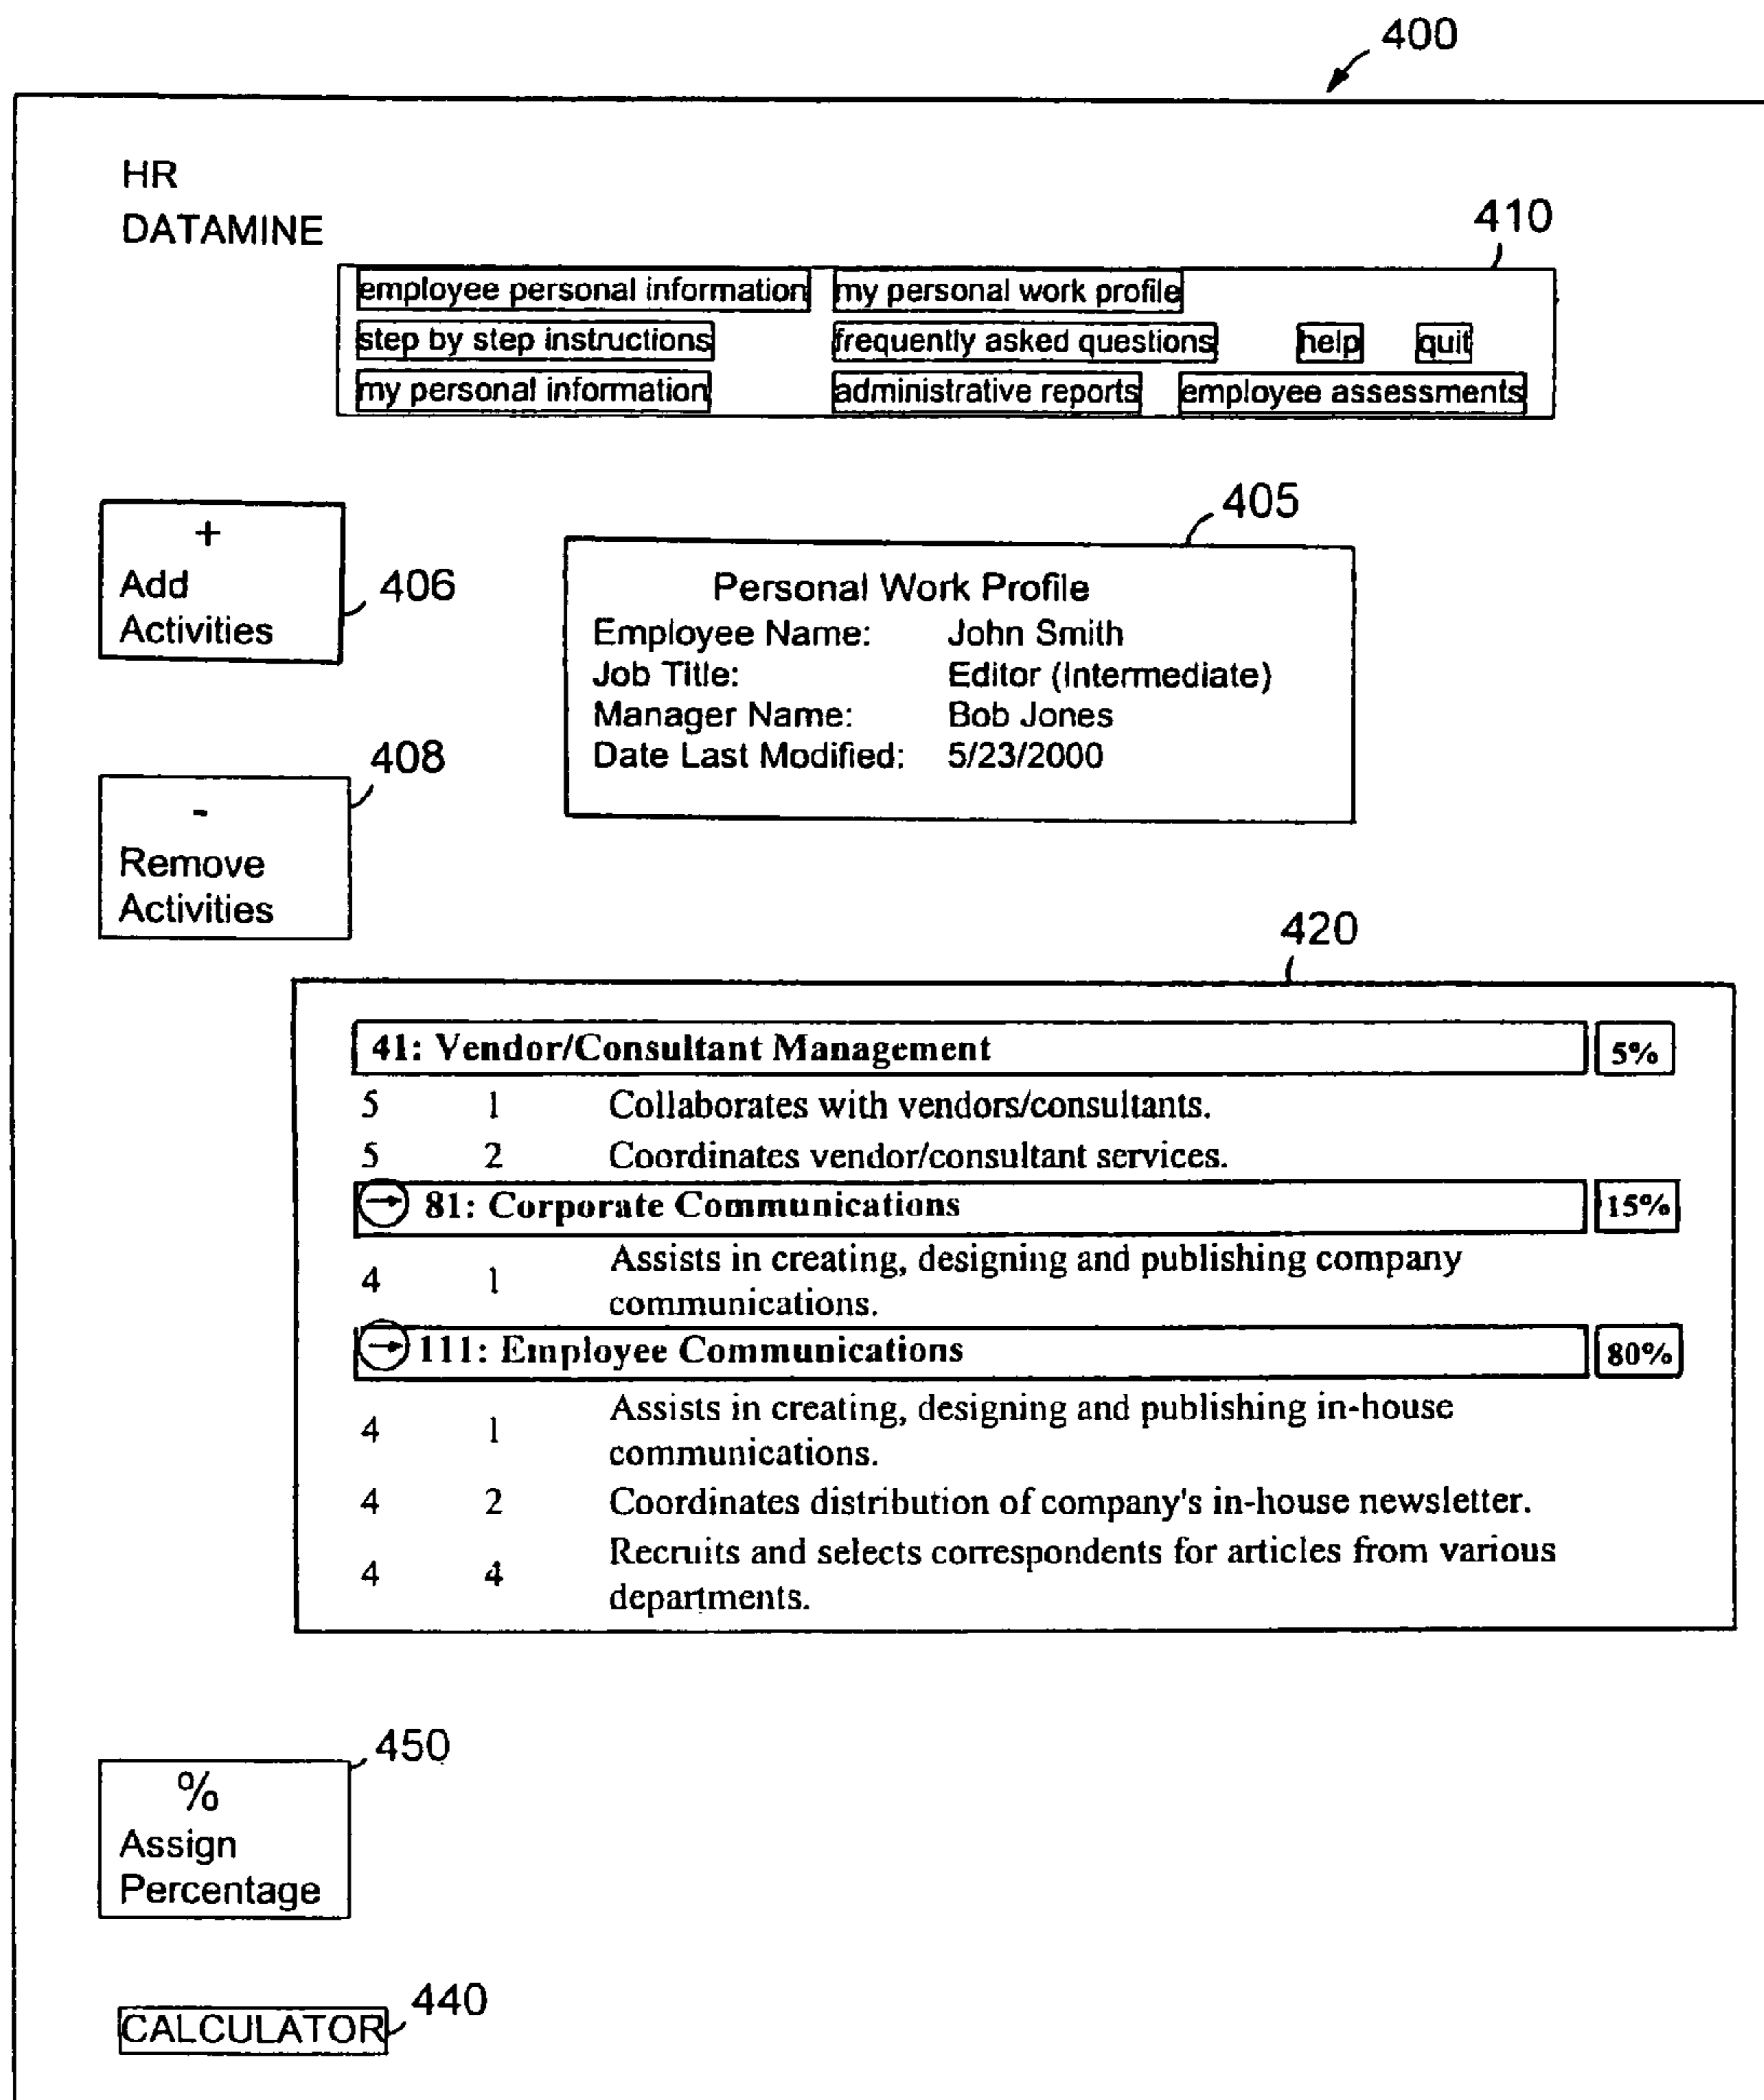 400
HR
DATAMINE
410
employee personal information my personal work profile
step by step instructions frequently asked questions help quit
my personal information administrative reports employee assessments
+
Add
Activities
406
405
Personal Work Profile
Employee Name: John Smith
Job Title: Editor (Intermediate)
Manager Name: Bob Jones
Date Last Modified: 5/23/2000
408
-
Remove
Activities
420
41: Vendor/Consultant Management 5%
5 1 Collaborates with vendors/consultants.
5 2 Coordinates vendor/consultant services.
→ 81: Corporate Communications 15%
4 1 Assists in creating, designing and publishing company
communications.
→ 111: Employee Communications 80%
4 1 Assists in creating, designing and publishing in-house
communications.
4 2 Coordinates distribution of company's in-house newsletter.
4 4 Recruits and selects correspondents for articles from various
departments.
450
%
Assign
Percentage
440
CALCULATOR